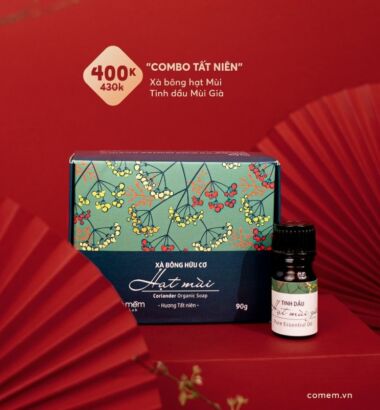 400K
430k
"COMBO TẤT NIÊN"
Xà bông hạt Mùi
Tinh dầu Mùi Già
XÀ BÔNG HỮU CƠ
Hạt mùi
Coriander Organic Soap
- Hương Tất niên -
90g
TINH DẦU
Pure Essential Oil
comem.vn